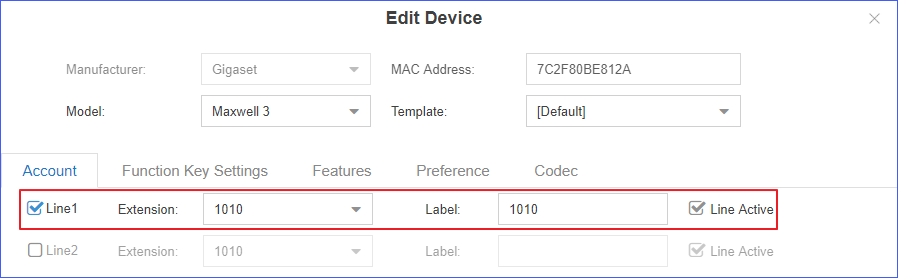 Edit Device
Manufacturer: Gigaset MAC Address: 7C2F80BE812A
Model: Maxwell 3 Template: [Default]
Account Function Key Settings Features Preference Codec
Line1 Extension: 1010 Label: 1010 Line Active
Line2 Extension: 1010 Label: Line Active